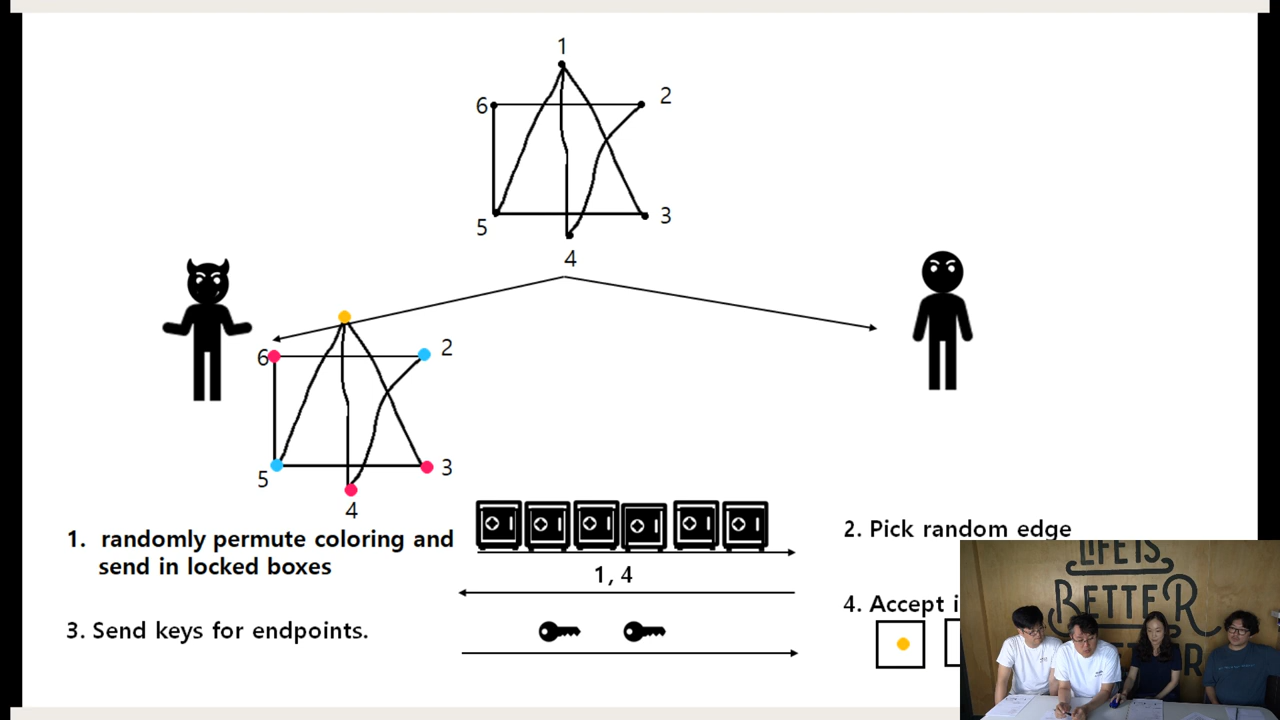 1
6
2
5
3
4
6
2
5
3
4
1. randomly permute coloring and
send in locked boxes
2. Pick random edge
1, 4
4. Accept i
3. Send keys for endpoints.
LIFE IS
BETTER